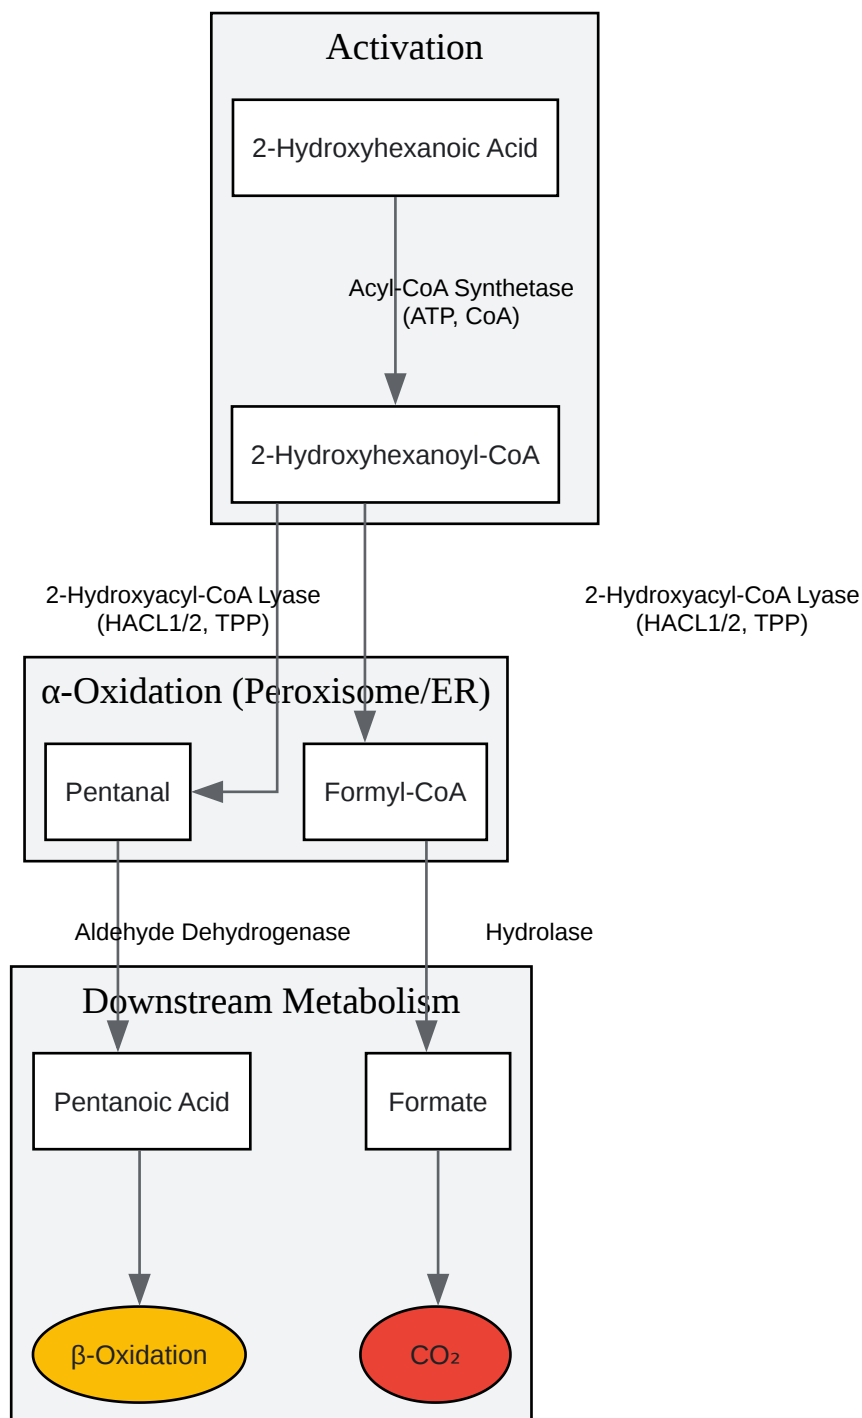 Activation
2-Hydroxyhexanoic Acid
Acyl-CoA Synthetase
(ATP, CoA)
2-Hydroxyhexanoyl-CoA
2-Hydroxyacyl-CoA Lyase
(HACL1/2, TPP)
2-Hydroxyacyl-CoA Lyase
(HACL1/2, TPP)
α-Oxidation (Peroxisome/ER)
Pentanal
Formyl-CoA
Aldehyde Dehydrogenase
Hydrolase
Downstream Metabolism
Pentanoic Acid
Formate
β-Oxidation
CO₂